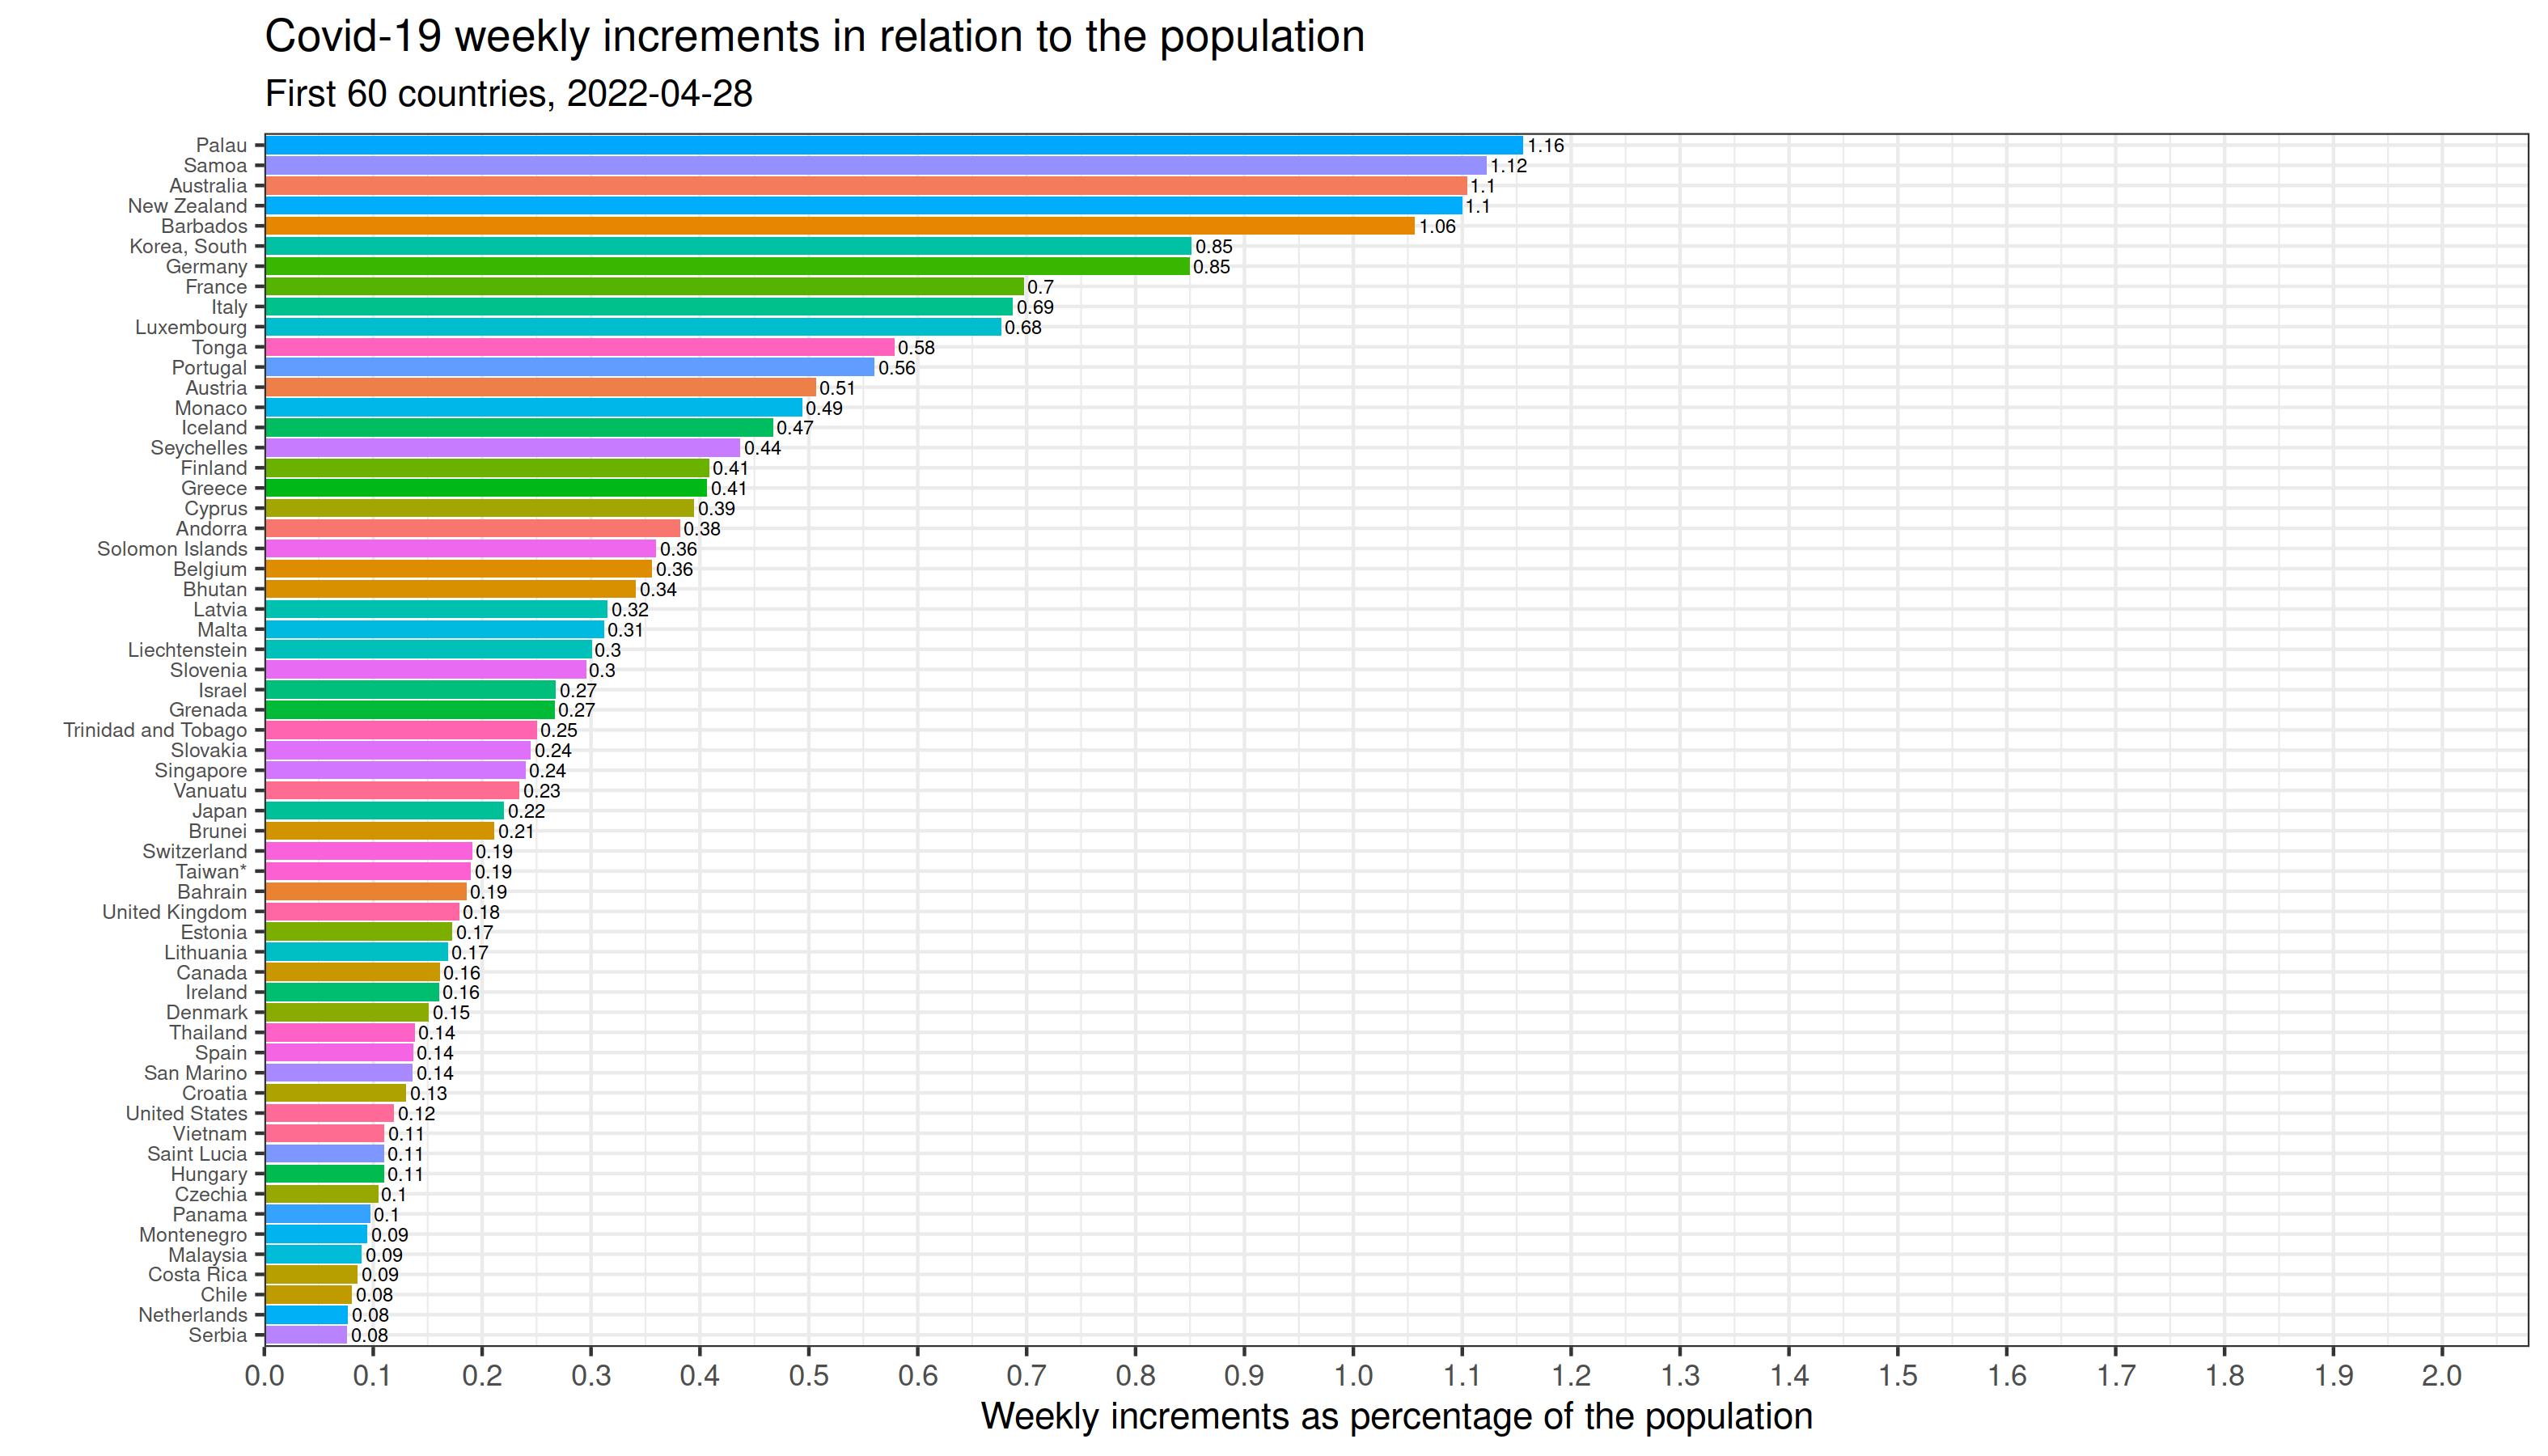 Covid-19 weekly increments in relation to the population
First 60 countries, 2022-04-28
Palau 1.16
Samoa 1.12
Australia 1.1
New Zealand 1.1
Barbados 1.06
Korea, South 0.85
Germany 0.85
France 0.7
Italy 0.69
Luxembourg 0.68
Tonga 0.58
Portugal 0.56
Austria 0.51
Monaco 0.49
Iceland 0.47
Seychelles 0.44
Finland 0.41
Greece 0.41
Cyprus 0.39
Andorra 0.38
Solomon Islands 0.36
Belgium 0.36
Bhutan 0.34
Latvia 0.32
Malta 0.31
Liechtenstein 0.3
Slovenia 0.3
Israel 0.27
Grenada 0.27
Trinidad and Tobago 0.25
Slovakia 0.24
Singapore 0.24
Vanuatu 0.23
Japan 0.22
Brunei 0.21
Switzerland 0.19
Taiwan* 0.19
Bahrain 0.19
United Kingdom 0.18
Estonia 0.17
Lithuania 0.17
Canada 0.16
Ireland 0.16
Denmark 0.15
Thailand 0.14
Spain 0.14
San Marino 0.14
Croatia 0.13
United States 0.12
Vietnam 0.11
Saint Lucia 0.11
Hungary 0.11
Czechia 0.1
Panama 0.1
Montenegro 0.09
Malaysia 0.09
Costa Rica 0.09
Chile 0.08
Netherlands 0.08
Serbia 0.08
0.0 0.1 0.2 0.3 0.4 0.5 0.6 0.7 0.8 0.9 1.0 1.1 1.2 1.3 1.4 1.5 1.6 1.7 1.8 1.9 2.0
Weekly increments as percentage of the population